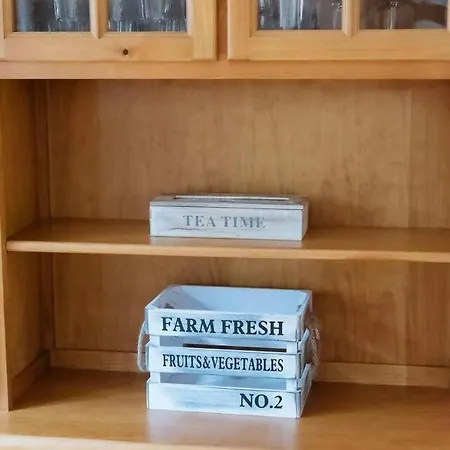 TEA TIME
FARM FRESH
FRUITS&VEGETABLES
NO.2